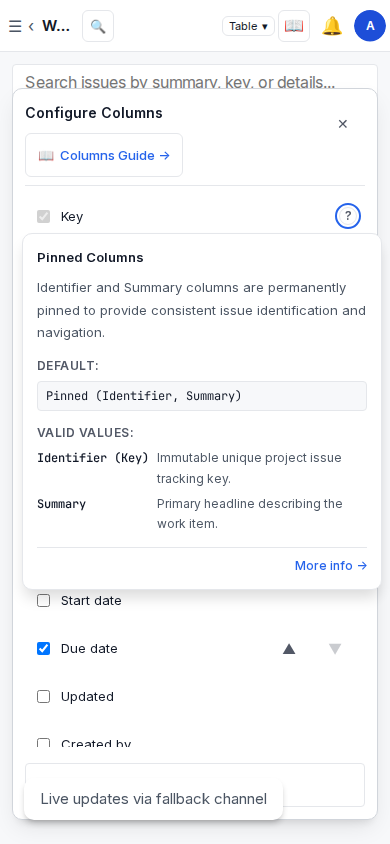 ☰ ‹ W... 🔍 Table ▾ 📖 🔔 A
Search issues by summary, key, or details...
Configure Columns
×
📖 Columns Guide →
Key ?
Pinned Columns
Identifier and Summary columns are permanently
pinned to provide consistent issue identification and
navigation.
DEFAULT:
Pinned (Identifier, Summary)
VALID VALUES:
Identifier (Key) Immutable unique project issue
tracking key.
Summary Primary headline describing the
work item.
More info →
Start date
Due date ▲ ▼
Updated
Created by
Live updates via fallback channel